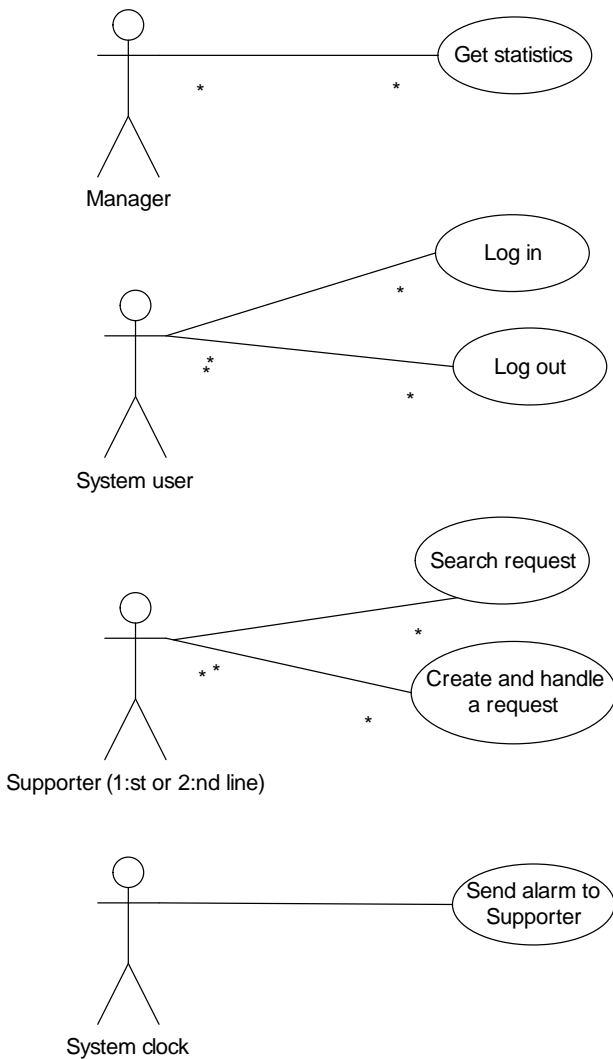 Get statistics
*
*
Manager
Log in
*
Log out
*
*
*
System user
Search request
*
Create and handle
a request
*
*
*
Supporter (1:st or 2:nd line)
Send alarm to
Supporter
System clock